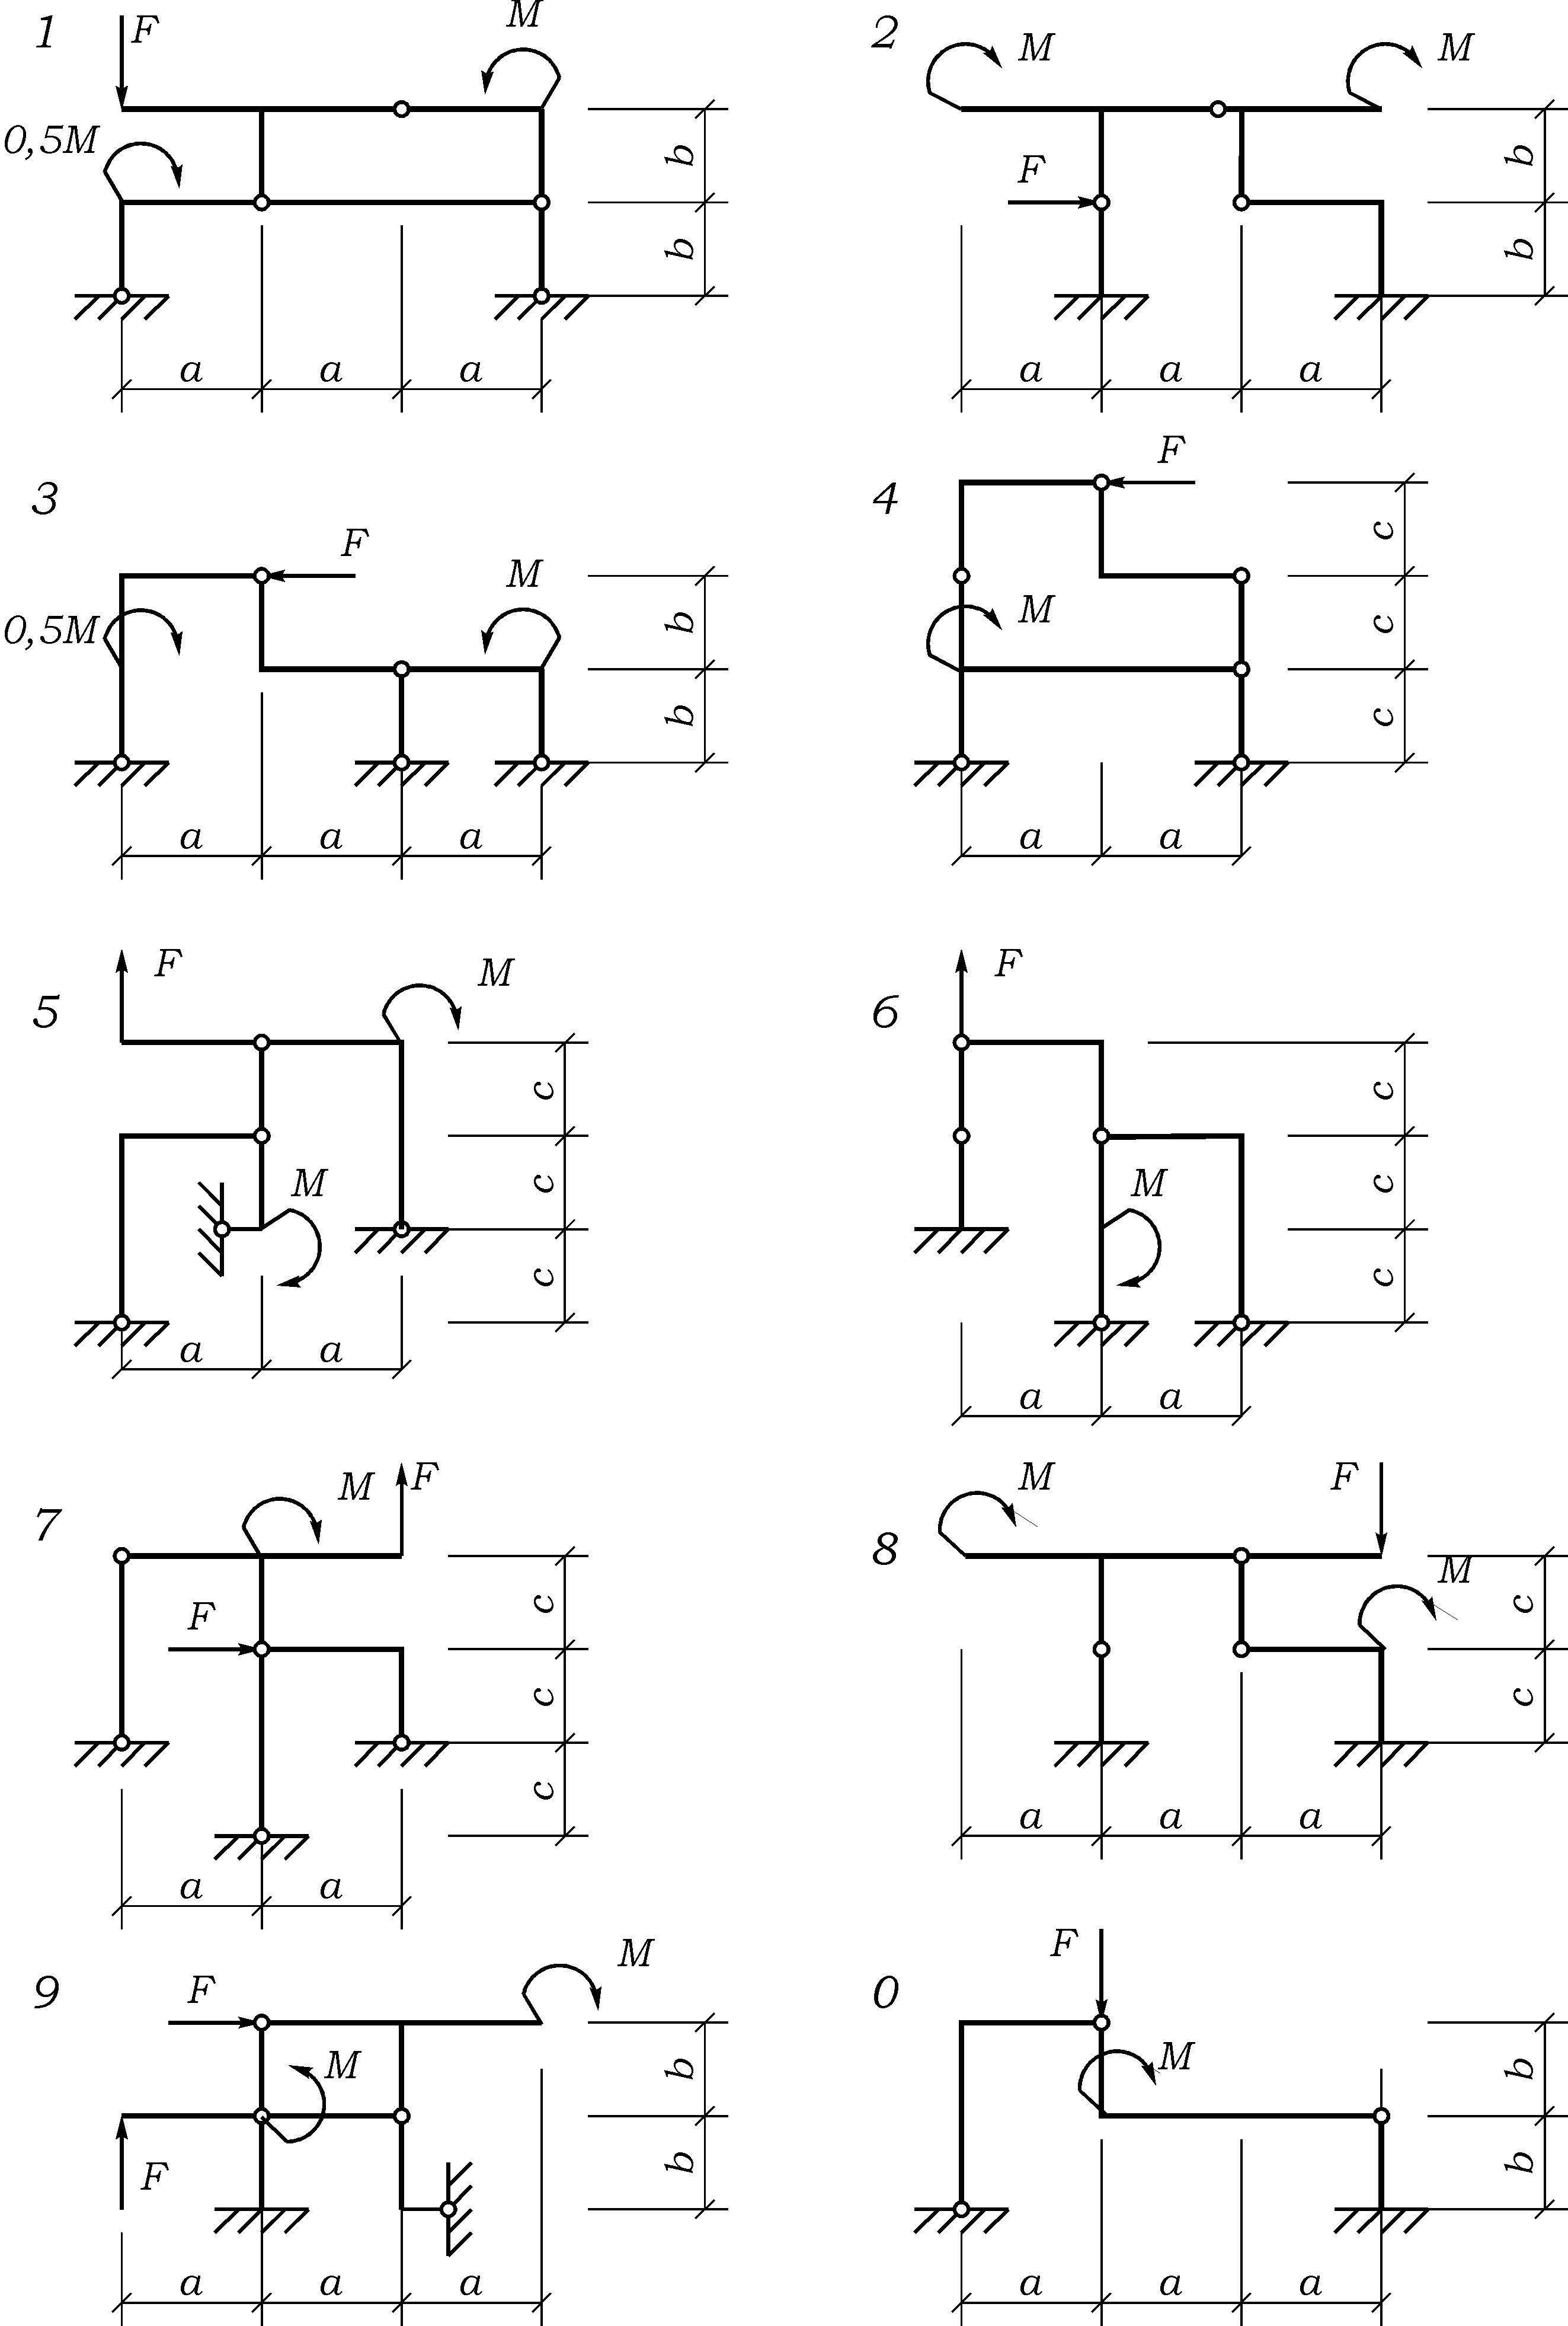 1 F M 2 M M
0,5M b F b
b b
a a a a a a
F
3 F 4 c
0,5M M b M c
b c
a a a a a
F M F
5 6
c c
M c M c
c c
a a
a a
M F M F
7 8
F c M c
c c
c a a a
a a
M F
9 F 0
M b M b
F b b
a a a a a a